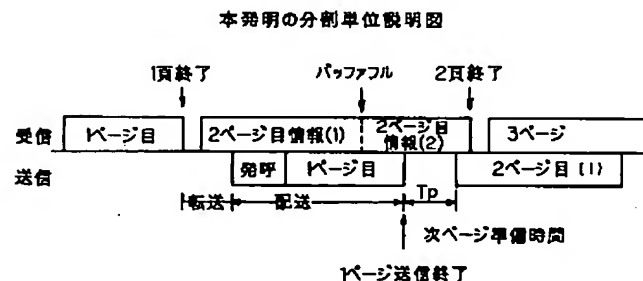 本発明の分割単位説明図
1頁終了
バッファフル
2頁終了
受信
1ページ目
2ページ目情報(1)
2ページ目
情報(2)
3ページ
送信
発呼
1ページ目
2ページ目(1)
転送
配送
Tp
次ページ準備時間
1ページ送信終了